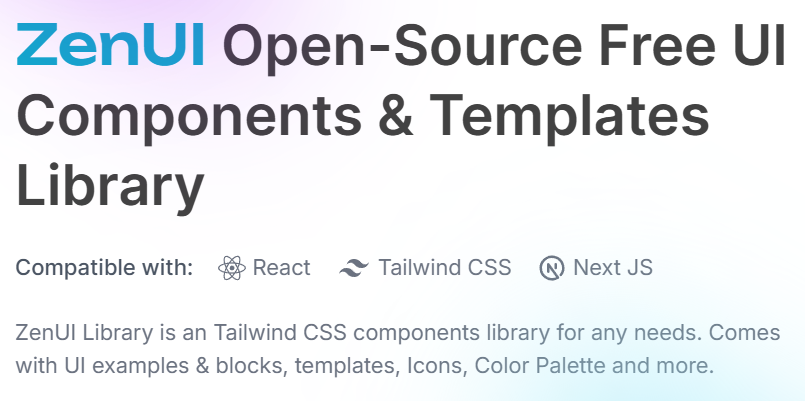 ZenUI Open-Source Free UI
Components & Templates
Library
Compatible with: React Tailwind CSS Next JS
ZenUI Library is an Tailwind CSS components library for any needs. Comes
with UI examples & blocks, templates, Icons, Color Palette and more.